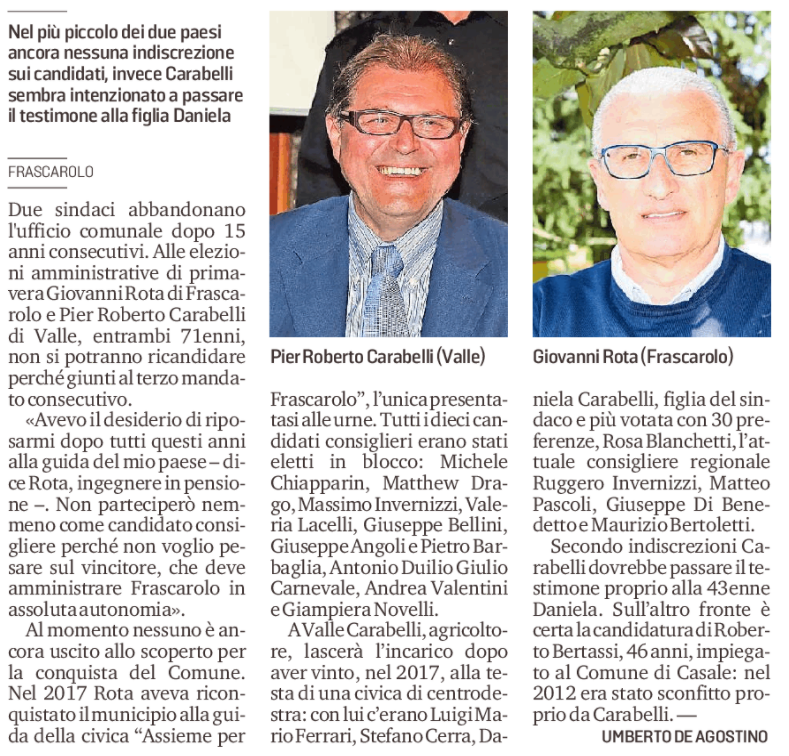 Nel più piccolo dei due paesi
ancora nessuna indiscrezione
sui candidati, invece Carabelli
sembra intenzionato a passare
il testimone alla figlia Daniela
FRASCAROLO
Due sindaci abbandonano
l'ufficio comunale dopo 15
anni consecutivi. Alle elezio-
ni amministrative di prima-
vera Giovanni Rota di Frasca-
rolo e Pier Roberto Carabelli
di Valle, entrambi 71enni,
non si potranno ricandidare
perché giunti al terzo manda-
to consecutivo.
«Avevo il desiderio di ripo-
sarmi dopo tutti questi anni
alla guida del mio paese – di-
ce Rota, ingegnere in pensio-
ne –. Non parteciperò nem-
meno come candidato consi-
gliere perché non voglio pe-
sare sul vincitore, che deve
amministrare Frascarolo in
assoluta autonomia».
Al momento nessuno è an-
cora uscito allo scoperto per
la conquista del Comune.
Nel 2017 Rota aveva ricon-
quistato il municipio alla gui-
da della civica “Assieme per
Pier Roberto Carabelli (Valle)
Frascarolo”, l'unica presenta-
tasi alle urne. Tutti i dieci can-
didati consiglieri erano stati
eletti in blocco: Michele
Chiapparin, Matthew Dra-
go, Massimo Invernizzi, Vale-
ria Lacelli, Giuseppe Bellini,
Giuseppe Angoli e Pietro Bar-
baglia, Antonio Duilio Giulio
Carnevale, Andrea Valentini
e Giampiera Novelli.
A Valle Carabelli, agricolto-
re, lascerà l'incarico dopo
aver vinto, nel 2017, alla te-
sta di una civica di centrode-
stra: con lui c'erano Luigi Ma-
rio Ferrari, Stefano Cerra, Da-
Giovanni Rota (Frascarolo)
niela Carabelli, figlia del sin-
daco e più votata con 30 pre-
ferenze, Rosa Blanchetti, l'at-
tuale consigliere regionale
Ruggero Invernizzi, Matteo
Pascoli, Giuseppe Di Bene-
detto e Maurizio Bertoletti.
Secondo indiscrezioni Ca-
rabelli dovrebbe passare il te-
stimone proprio alla 43enne
Daniela. Sull'altro fronte è
certa la candidatura di Rober-
to Bertassi, 46 anni, impiega-
to al Comune di Casale: nel
2012 era stato sconfitto pro-
prio da Carabelli. —
UMBERTO DE AGOSTINO